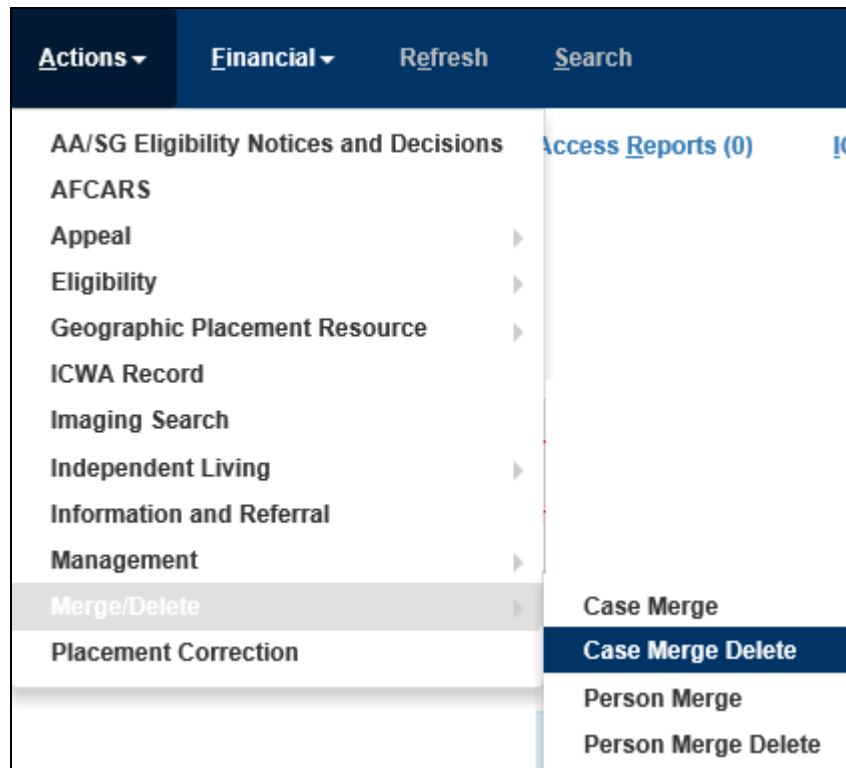 Actions Financial Refresh Search
AA/SG Eligibility Notices and Decisions
Access Reports (0)
AFCARS
Appeal
Eligibility
Geographic Placement Resource
ICWA Record
Imaging Search
Independent Living
Information and Referral
Management
Merge/Delete
Case Merge
Placement Correction
Case Merge Delete
Person Merge
Person Merge Delete